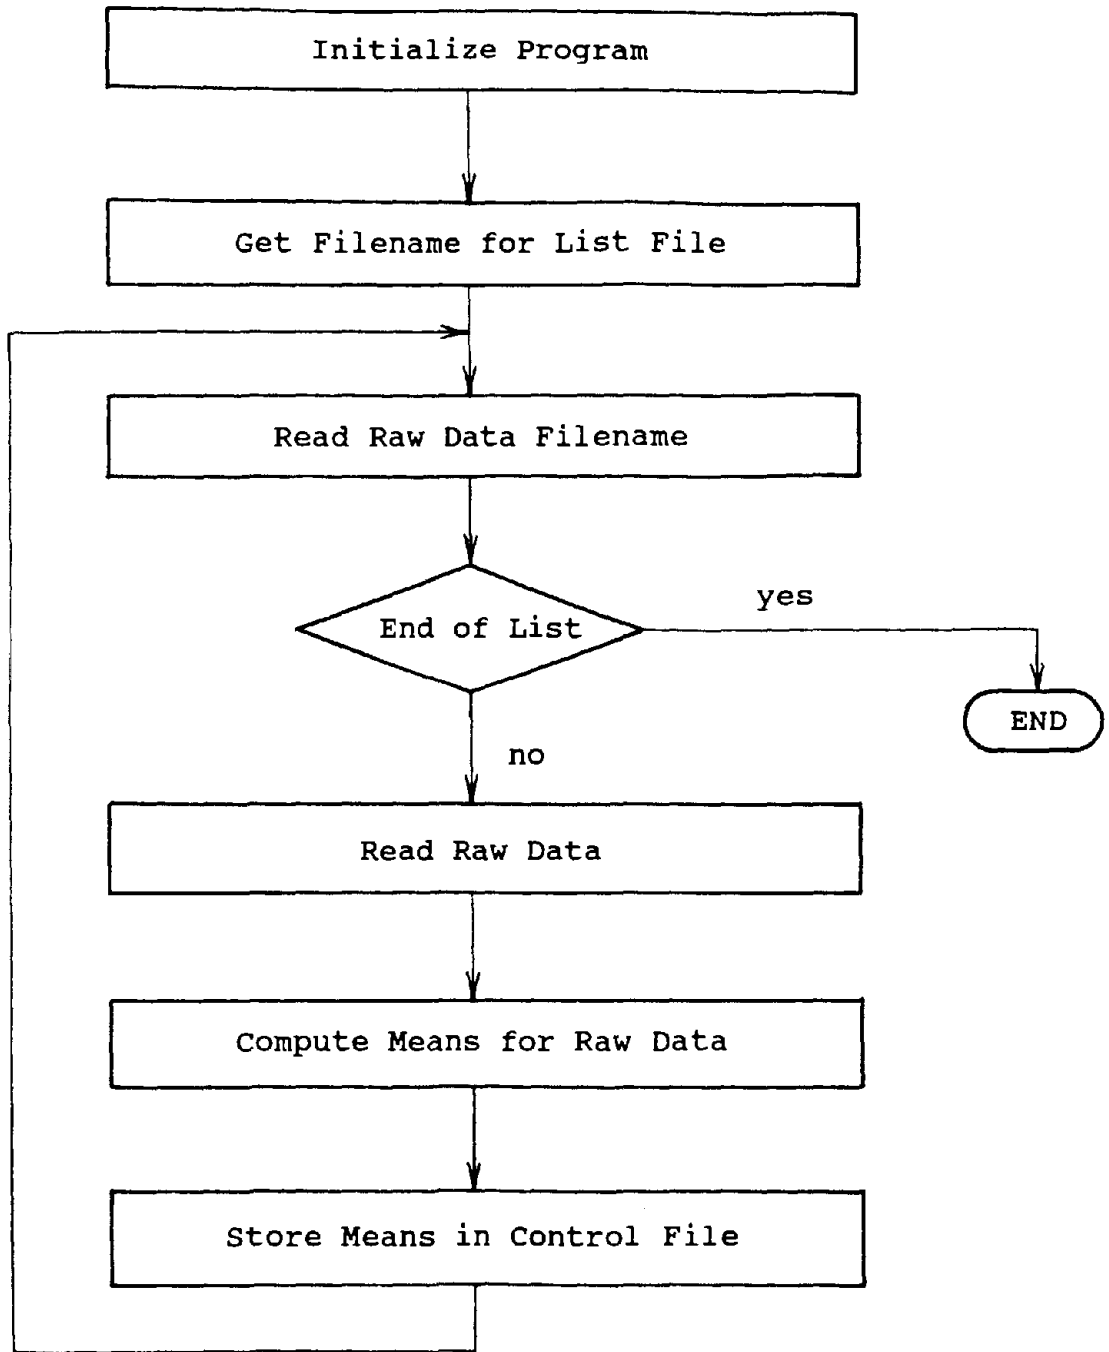 Initialize Program
Get Filename for List File
Read Raw Data Filename
End of List
yes
END
no
Read Raw Data
Compute Means for Raw Data
Store Means in Control File